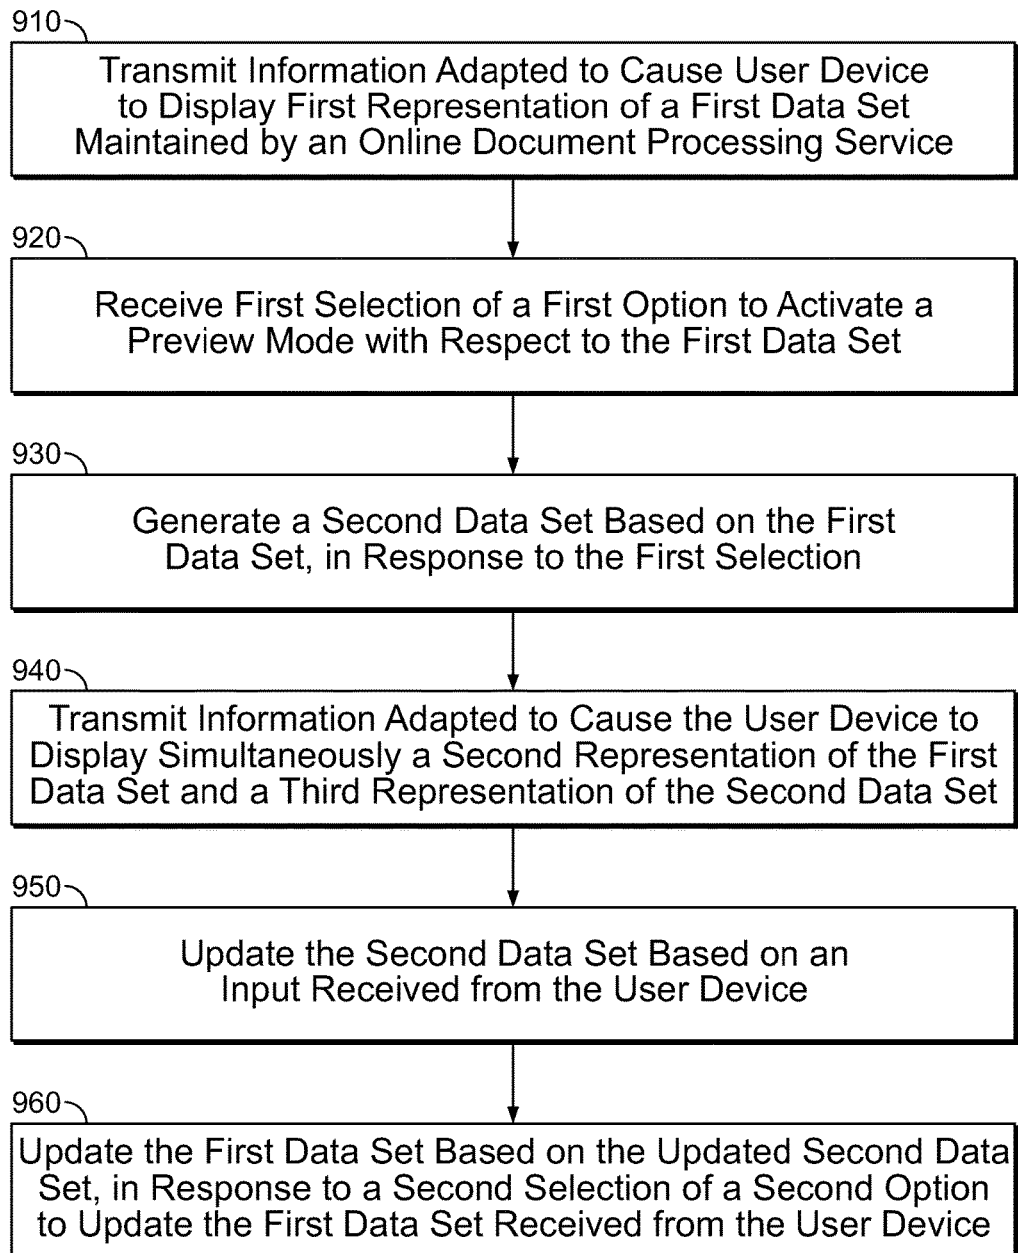 910
Transmit Information Adapted to Cause User Device
to Display First Representation of a First Data Set
Maintained by an Online Document Processing Service
920
Receive First Selection of a First Option to Activate a
Preview Mode with Respect to the First Data Set
930
Generate a Second Data Set Based on the First
Data Set, in Response to the First Selection
940
Transmit Information Adapted to Cause the User Device to
Display Simultaneously a Second Representation of the First
Data Set and a Third Representation of the Second Data Set
950
Update the Second Data Set Based on an
Input Received from the User Device
960
Update the First Data Set Based on the Updated Second Data
Set, in Response to a Second Selection of a Second Option
to Update the First Data Set Received from the User Device